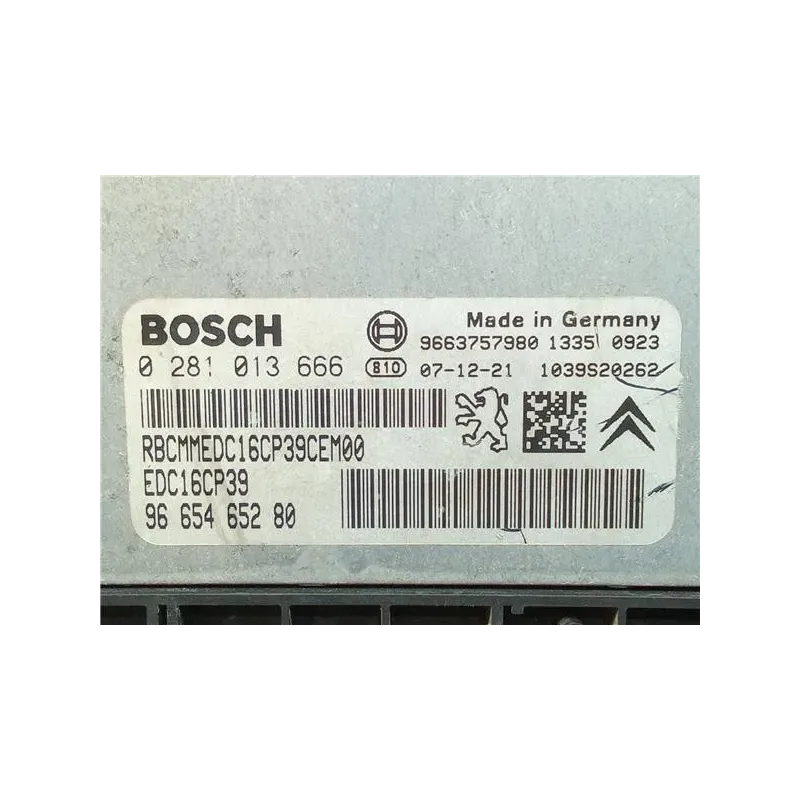 BOSCH
Made in Germany
9663757980 1335 0923
0 281 013 666
810 07-12-21 1039S20262
RBCMMEDC16CP39CEM00
EDC16CP39
96 654 652 80